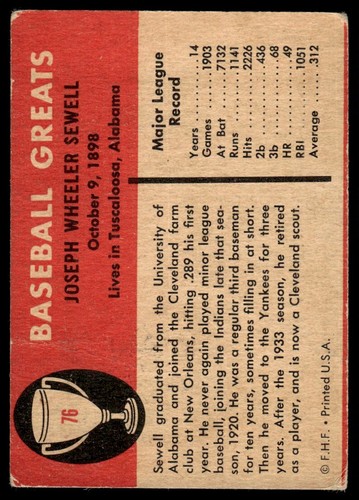 76
BASEBALL GREATS
JOSEPH WHEELER SEWELL
October 9, 1898
Lives in Tuscaloosa, Alabama
Major League
Record
Years 14
Games 1903
At Bat 7132
Runs 1141
Hits 2226
2b 436
3b 68
HR 49
RBI 1051
Average .312
Sewell graduated from the University of
Alabama and joined the Cleveland farm
club at New Orleans, hitting .289 his first
year. He never again played minor league
baseball, joining the Indians late that sea-
son, 1920. He was a regular third baseman
for ten years, sometimes filling in at short.
Then he moved to the Yankees for three
years. After the 1933 season, he retired
as a player, and is now a Cleveland scout.
© F.H.F. • Printed U.S.A.